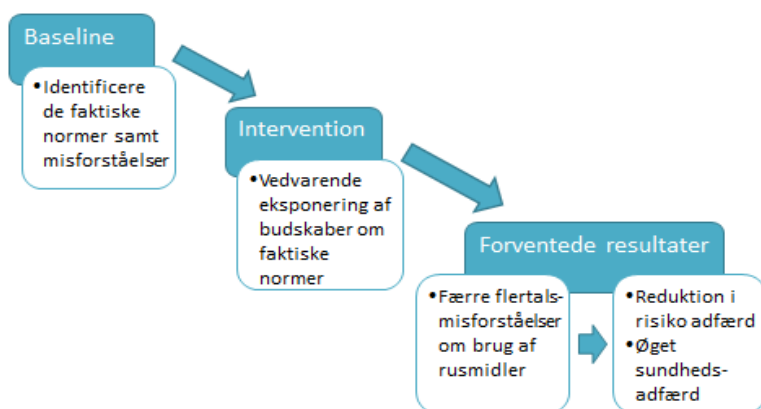 Baseline
•Identificere
de faktiske
normer samt
misforståelser
Intervention
•Vedvarende
eksponering af
budskaber om
faktiske
normer
Forventede resultater
•Færre flertals-
misforståelser
om brug af
rusmidler
•Reduktion i
risiko adfærd
•Øget
sundheds-
adfærd